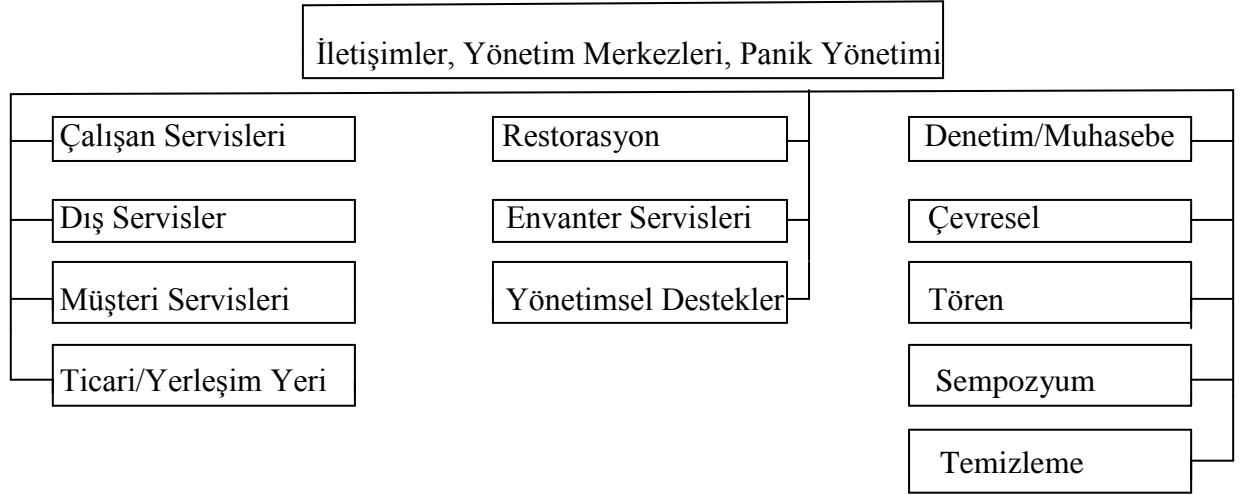 İletişimler, Yönetim Merkezleri, Panik Yönetimi
Çalışan Servisleri
Dış Servisler
Müşteri Servisleri
Ticari/Yerleşim Yeri
Restorasyon
Envanter Servisleri
Yönetimsel Destekler
Denetim/Muhasebe
Çevresel
Tören
Sempozyum
Temizleme